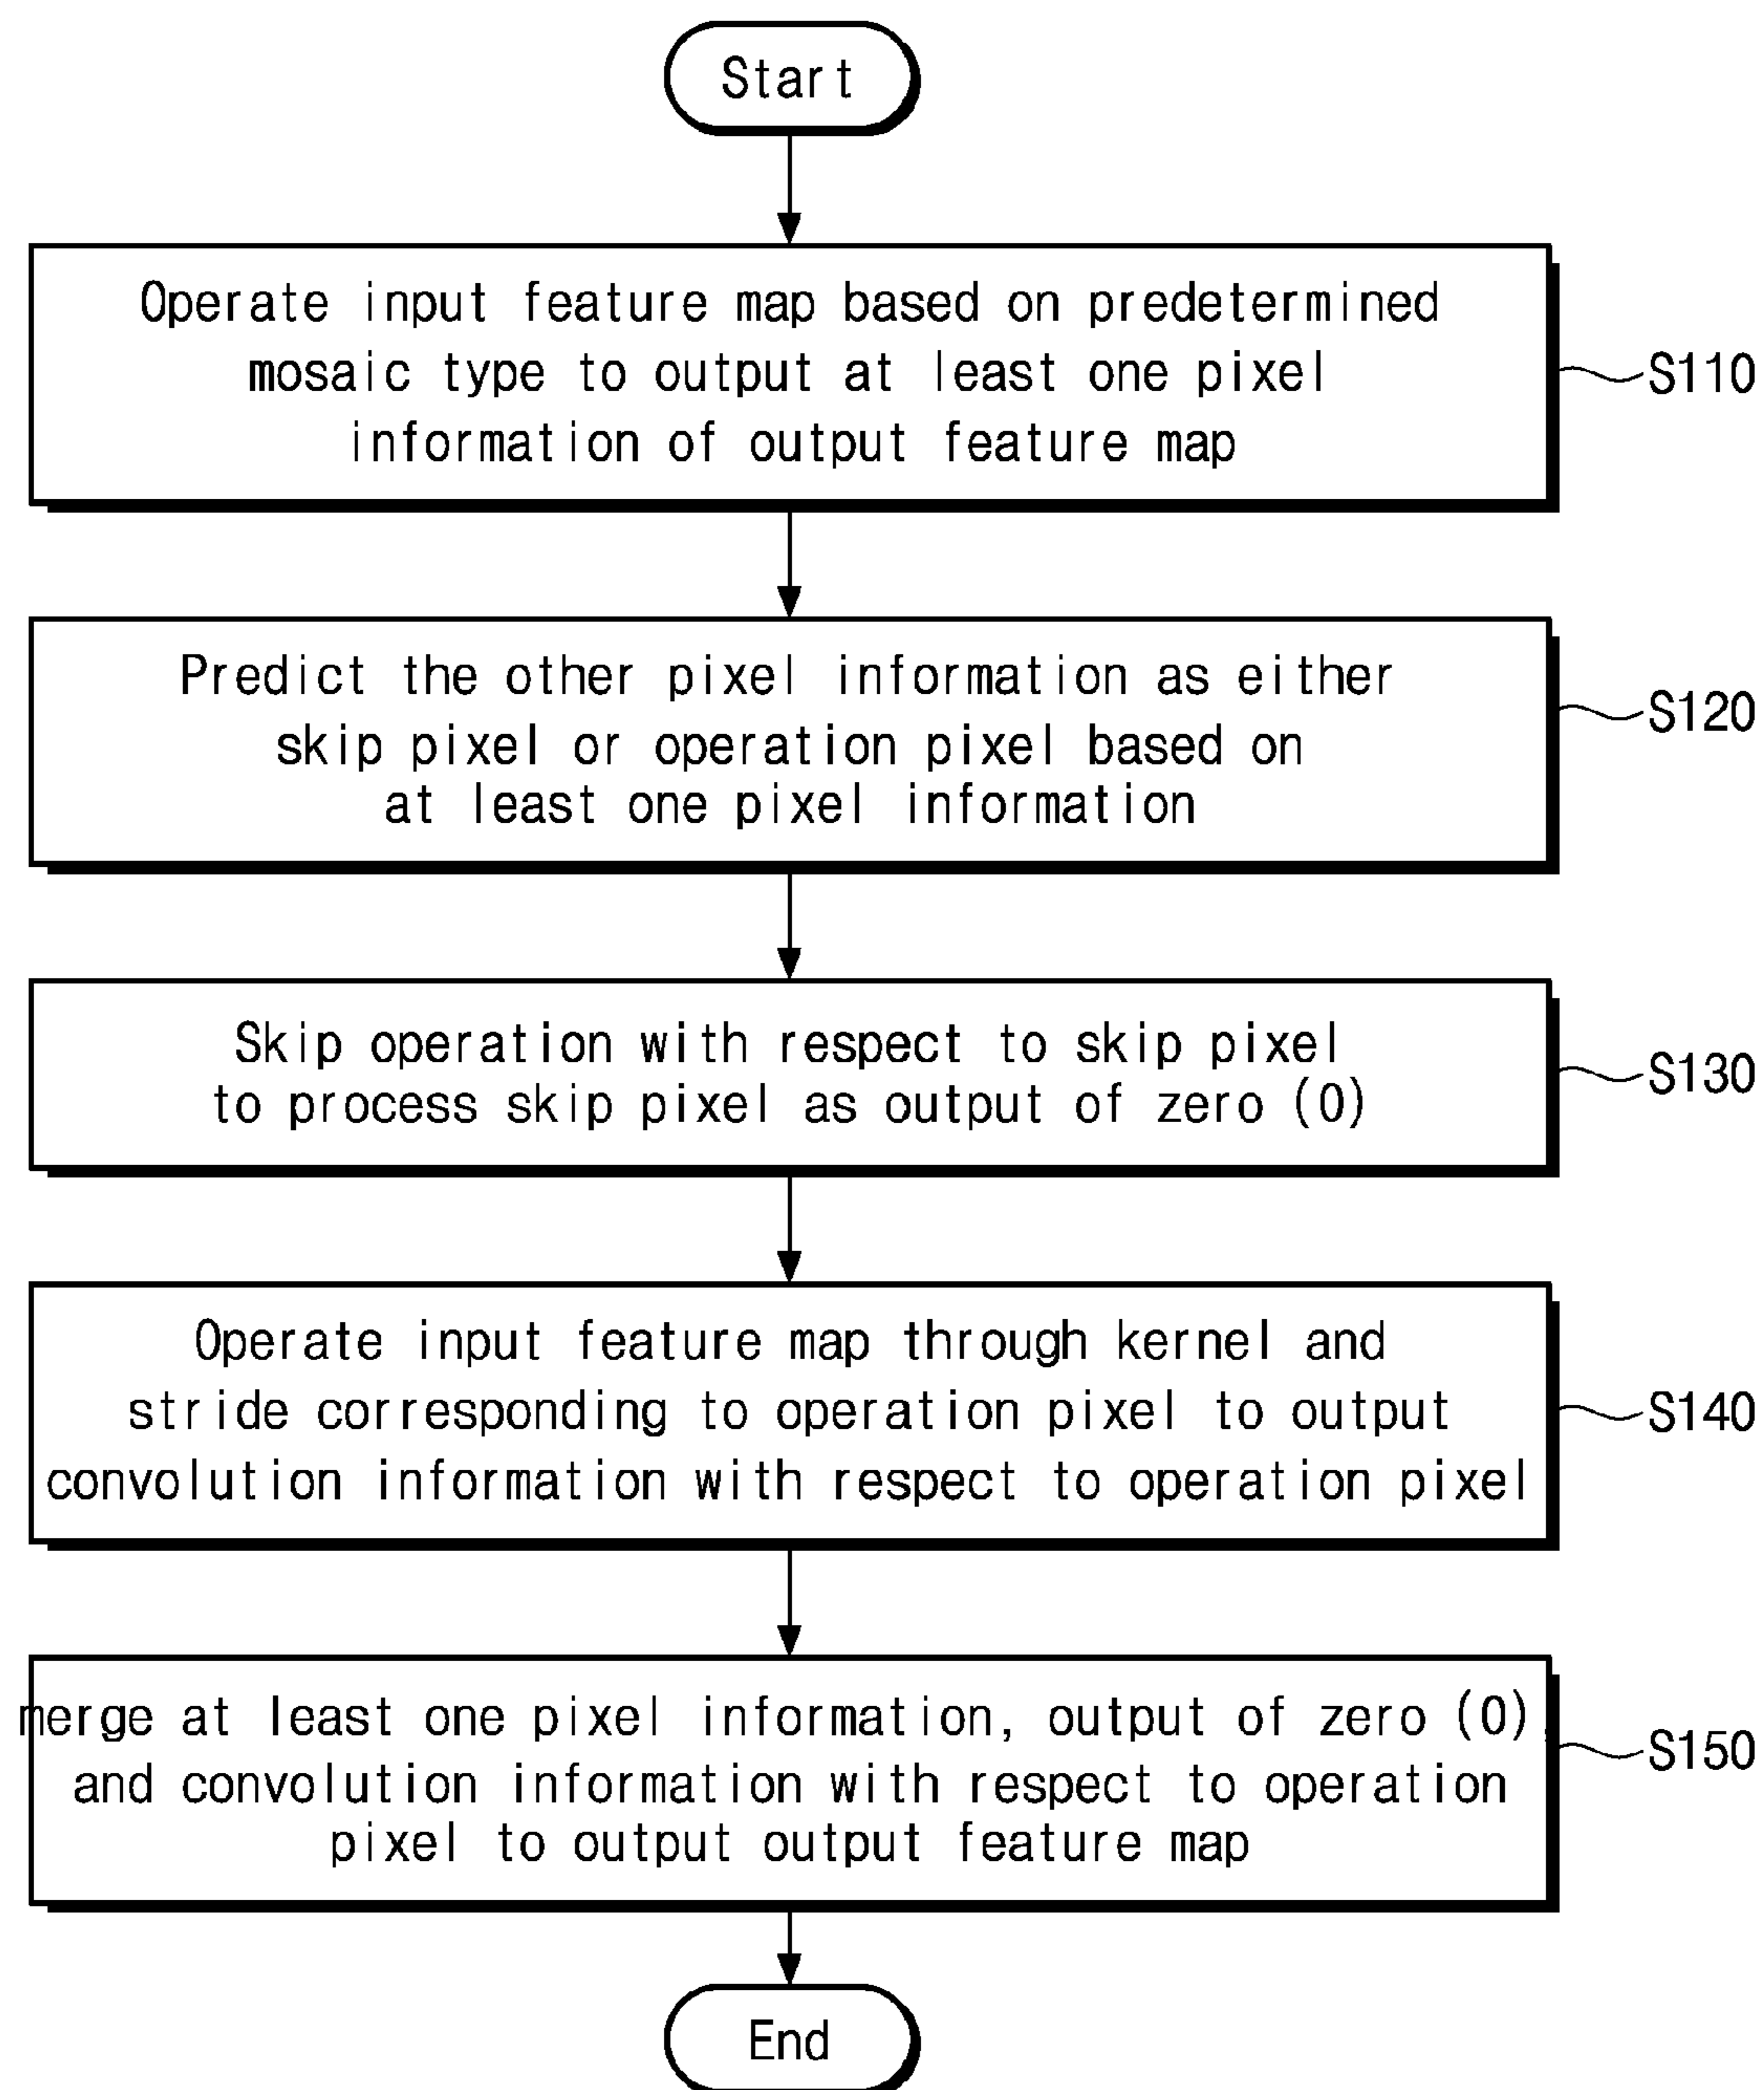 Start
Operate input feature map based on predetermined
mosaic type to output at least one pixel
information of output feature map
S110
Predict the other pixel information as either
skip pixel or operation pixel based on
at least one pixel information
S120
Skip operation with respect to skip pixel
to process skip pixel as output of zero (0)
S130
Operate input feature map through kernel and
stride corresponding to operation pixel to output
convolution information with respect to operation pixel
S140
merge at least one pixel information, output of zero (0),
and convolution information with respect to operation
pixel to output output feature map
S150
End